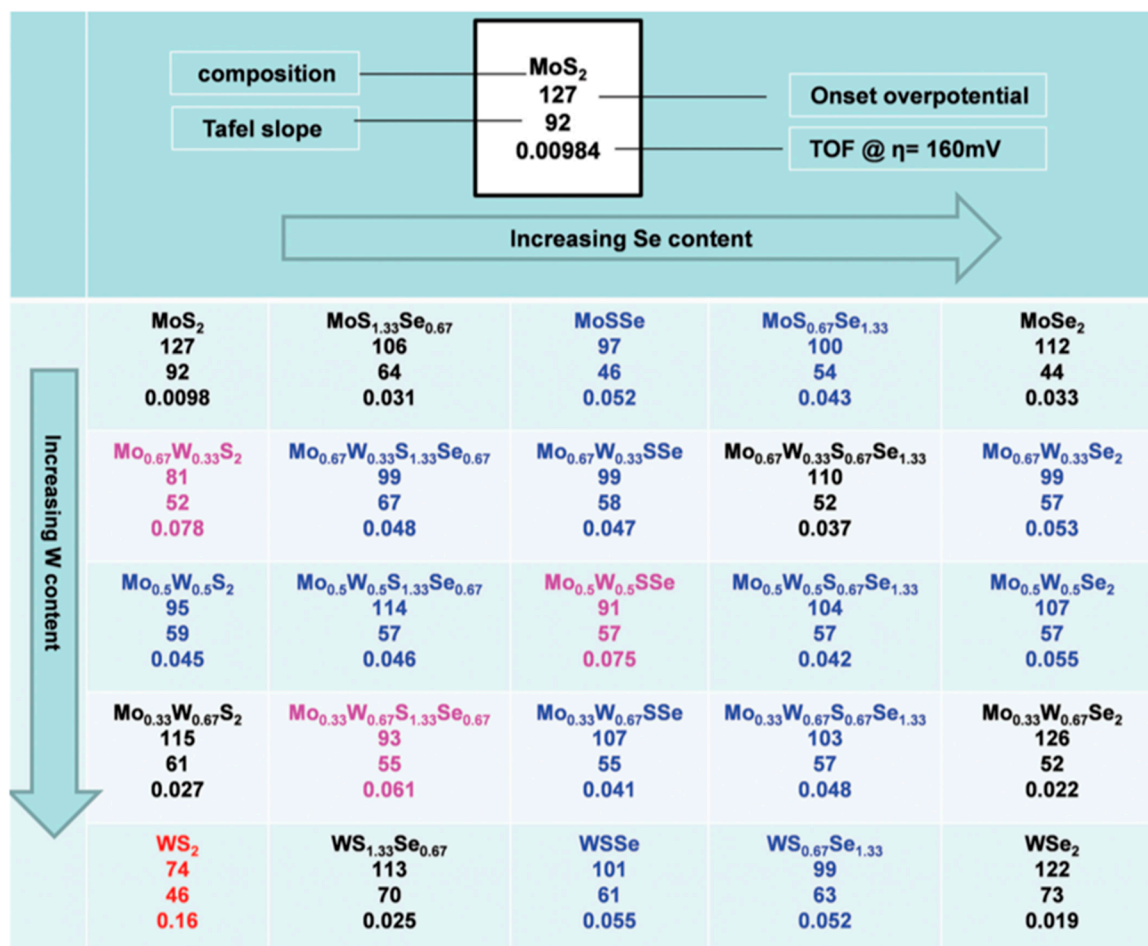 MoS₂
composition
127
Onset overpotential
Tafel slope
92
0.00984
TOF @ η= 160mV
Increasing Se content
Increasing W content
MoS₂ MoS₁.₃₃Se₀.₆₇ MoSSe MoS₀.₆₇Se₁.₃₃ MoSe₂
127 106 97 100 112
92 64 46 54 44
0.0098 0.031 0.052 0.043 0.033
Mo₀.₆₇W₀.₃₃S₂ Mo₀.₆₇W₀.₃₃S₁.₃₃Se₀.₆₇ Mo₀.₆₇W₀.₃₃SSe Mo₀.₆₇W₀.₃₃S₀.₆₇Se₁.₃₃ Mo₀.₆₇W₀.₃₃Se₂
81 99 99 110 99
52 67 58 52 57
0.078 0.048 0.047 0.037 0.053
Mo₀.₅W₀.₅S₂ Mo₀.₅W₀.₅S₁.₃₃Se₀.₆₇ Mo₀.₅W₀.₅SSe Mo₀.₅W₀.₅S₀.₆₇Se₁.₃₃ Mo₀.₅W₀.₅Se₂
95 114 91 104 107
59 57 57 57 57
0.045 0.046 0.075 0.042 0.055
Mo₀.₃₃W₀.₆₇S₂ Mo₀.₃₃W₀.₆₇S₁.₃₃Se₀.₆₇ Mo₀.₃₃W₀.₆₇SSe Mo₀.₃₃W₀.₆₇S₀.₆₇Se₁.₃₃ Mo₀.₃₃W₀.₆₇Se₂
115 93 107 103 126
61 55 55 57 52
0.027 0.061 0.041 0.048 0.022
WS₂ WS₁.₃₃Se₀.₆₇ WSSe WS₀.₆₇Se₁.₃₃ WSe₂
74 113 101 99 122
46 70 61 63 73
0.16 0.025 0.055 0.052 0.019